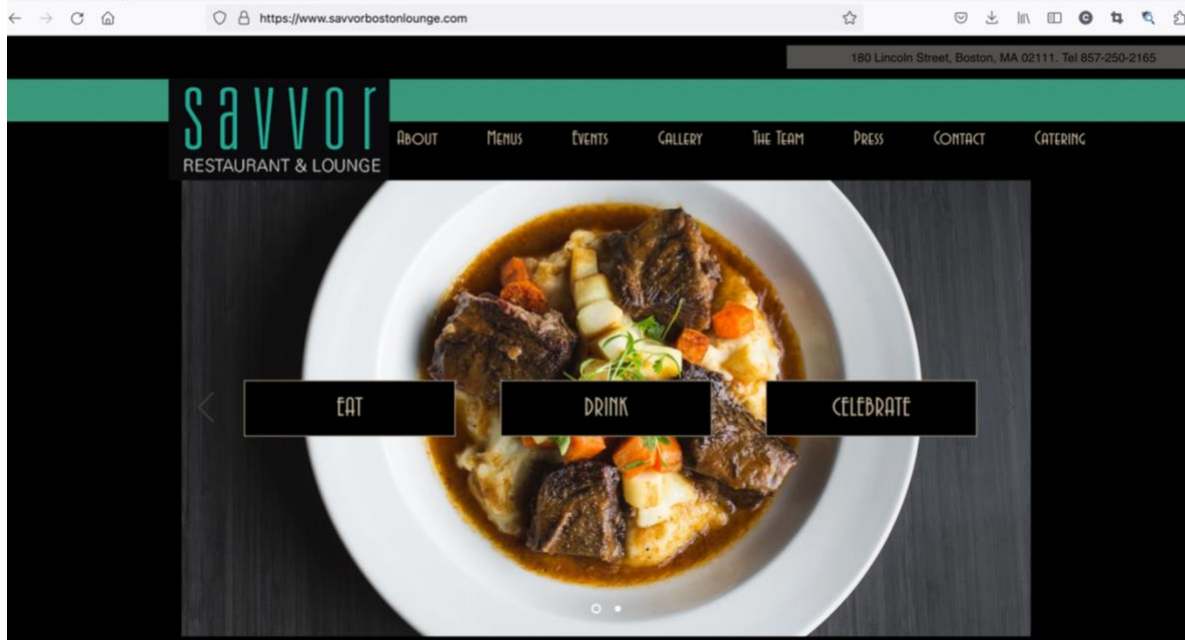 https://www.savvorbostonlounge.com
180 Lincoln Street, Boston, MA 02111. Tel 857-250-2165
savvor
RESTAURANT & LOUNGE
ABOUT MENUS EVENTS GALLERY THE TEAM PRESS CONTACT CATERING
EAT DRINK CELEBRATE